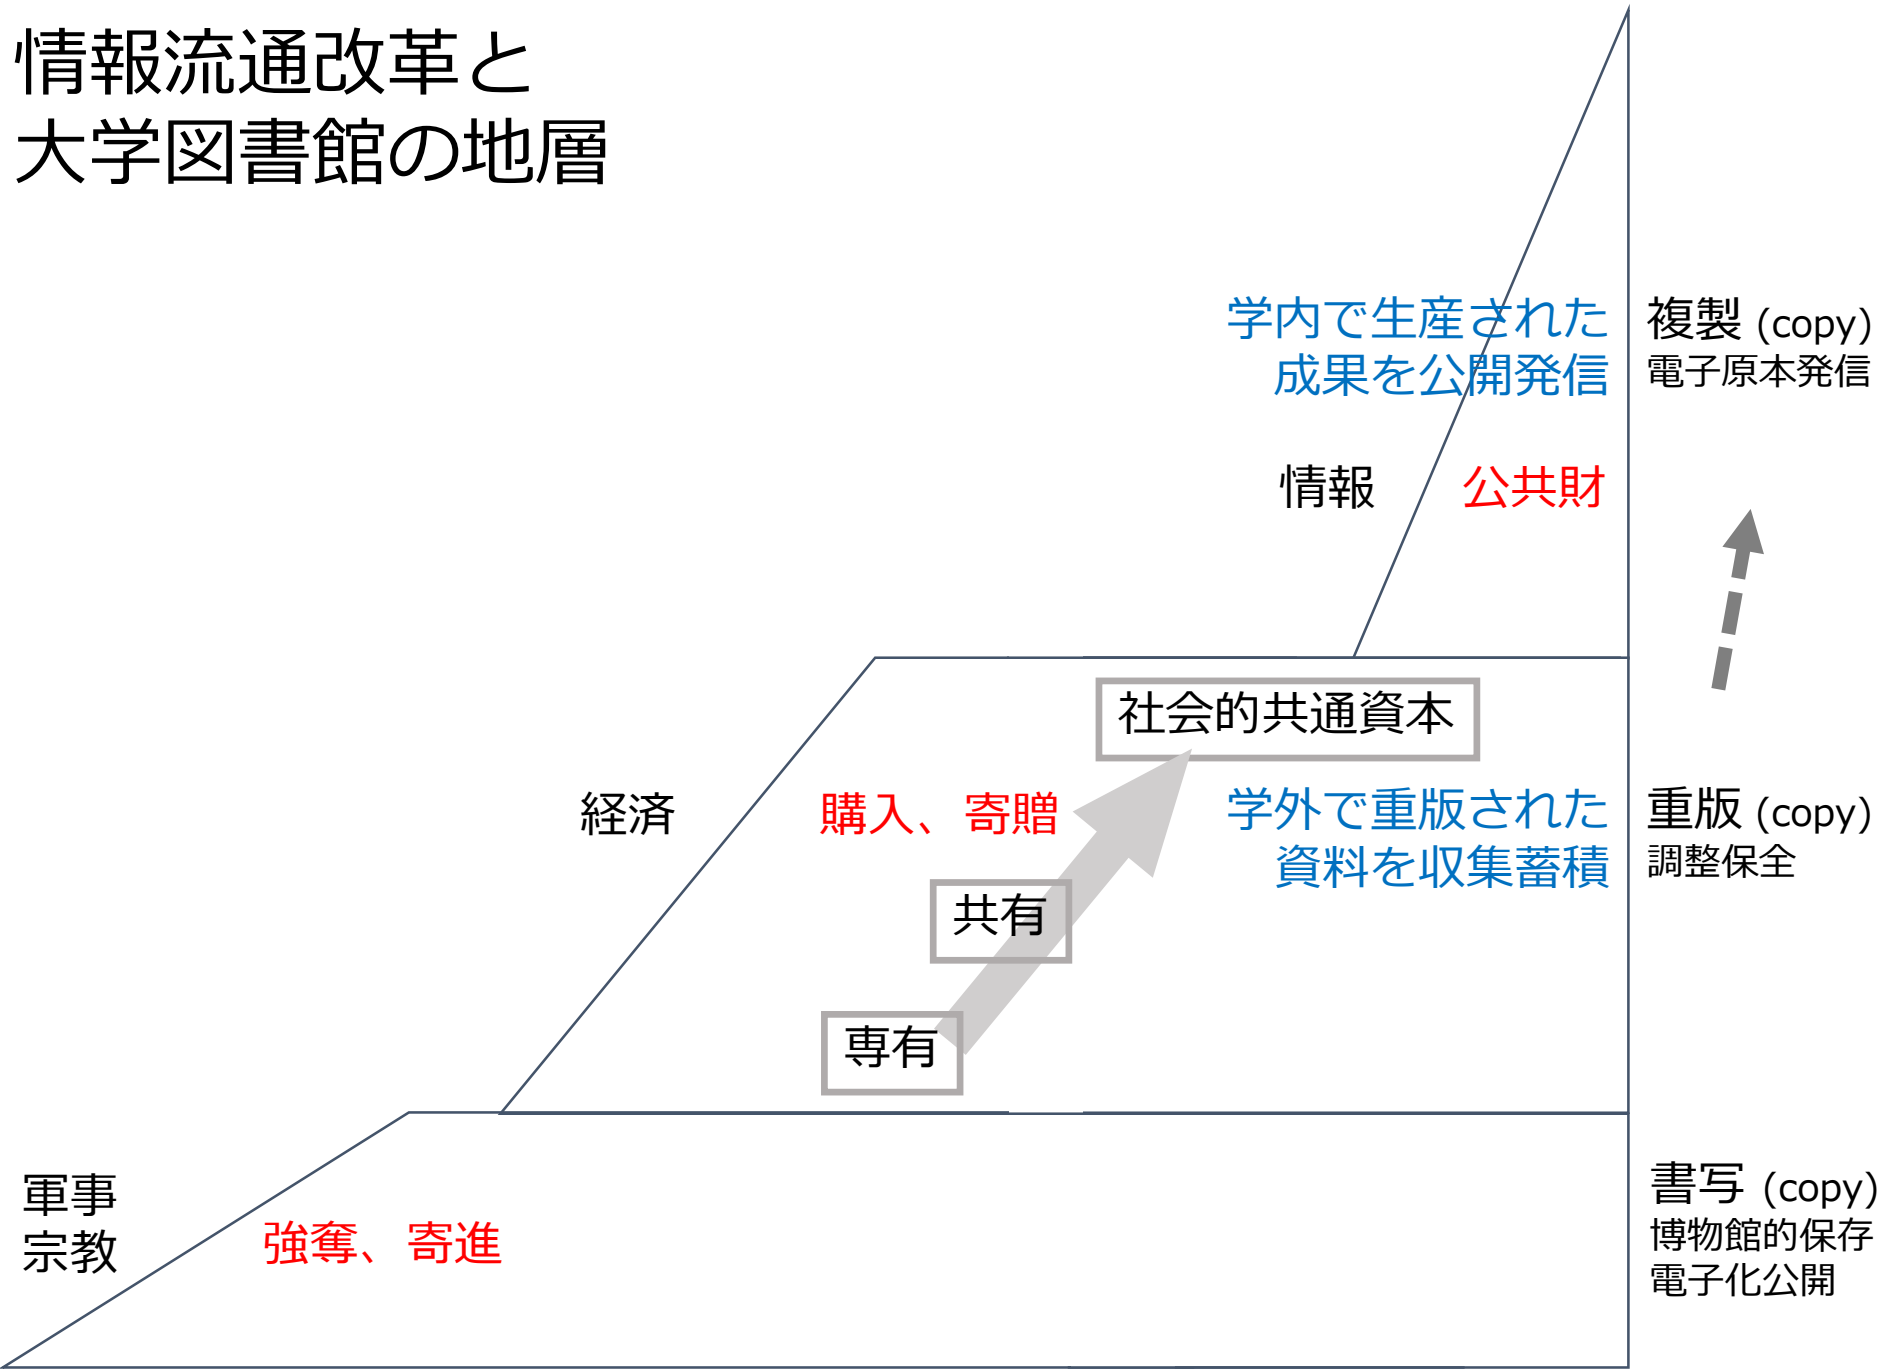 情報流通改革と
大学図書館の地層
学内で生産された
成果を公開発信
複製 (copy)
電子原本発信
情報
公共財
社会的共通資本
経済
購入、寄贈
学外で重版された
資料を収集蓄積
重版 (copy)
調整保全
共有
専有
軍事
宗教
強奪、寄進
書写 (copy)
博物館的保存
電子化公開